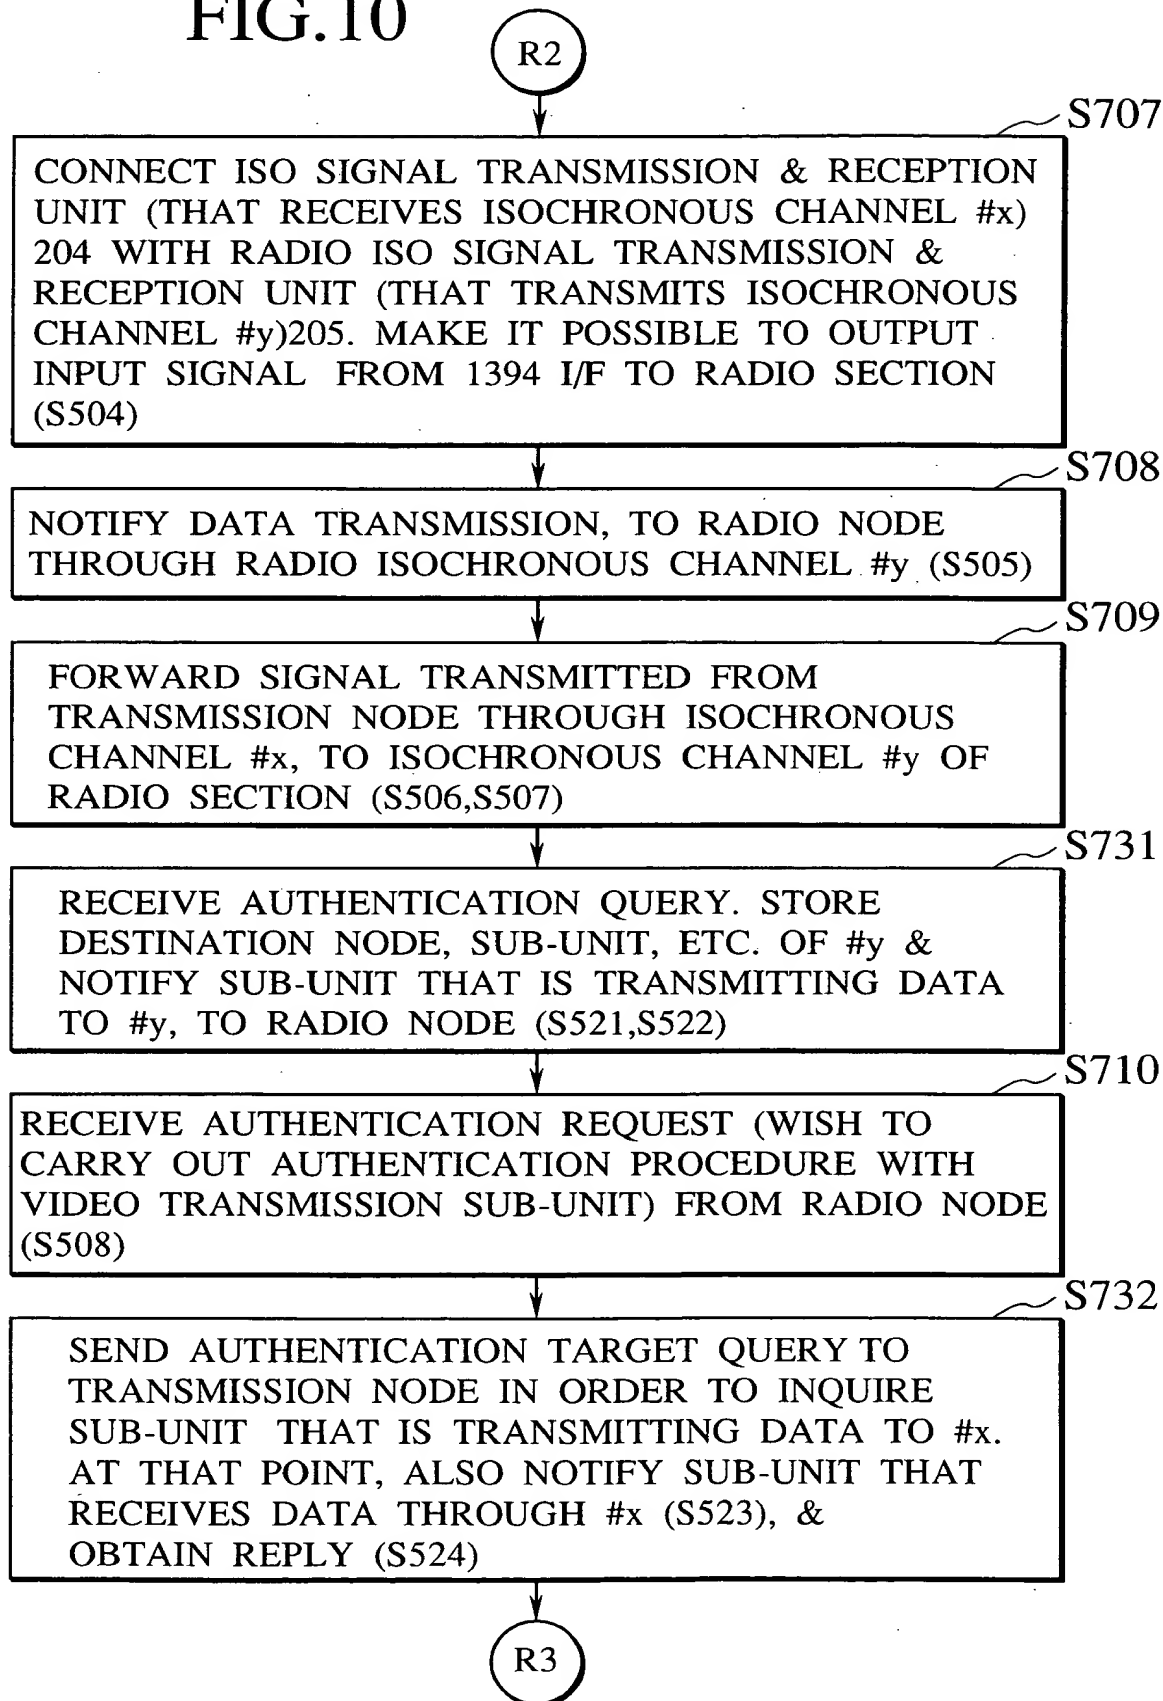 FIG.10
R2
S707
CONNECT ISO SIGNAL TRANSMISSION & RECEPTION
UNIT (THAT RECEIVES ISOCHRONOUS CHANNEL #x)
204 WITH RADIO ISO SIGNAL TRANSMISSION &
RECEPTION UNIT (THAT TRANSMITS ISOCHRONOUS
CHANNEL #y)205. MAKE IT POSSIBLE TO OUTPUT
INPUT SIGNAL FROM 1394 I/F TO RADIO SECTION
(S504)
S708
NOTIFY DATA TRANSMISSION, TO RADIO NODE
THROUGH RADIO ISOCHRONOUS CHANNEL #y (S505)
S709
FORWARD SIGNAL TRANSMITTED FROM
TRANSMISSION NODE THROUGH ISOCHRONOUS
CHANNEL #x, TO ISOCHRONOUS CHANNEL #y OF
RADIO SECTION (S506,S507)
S731
RECEIVE AUTHENTICATION QUERY. STORE
DESTINATION NODE, SUB-UNIT, ETC. OF #y &
NOTIFY SUB-UNIT THAT IS TRANSMITTING DATA
TO #y, TO RADIO NODE (S521,S522)
S710
RECEIVE AUTHENTICATION REQUEST (WISH TO
CARRY OUT AUTHENTICATION PROCEDURE WITH
VIDEO TRANSMISSION SUB-UNIT) FROM RADIO NODE
(S508)
S732
SEND AUTHENTICATION TARGET QUERY TO
TRANSMISSION NODE IN ORDER TO INQUIRE
SUB-UNIT THAT IS TRANSMITTING DATA TO #x.
AT THAT POINT, ALSO NOTIFY SUB-UNIT THAT
RECEIVES DATA THROUGH #x (S523), &
OBTAIN REPLY (S524)
R3